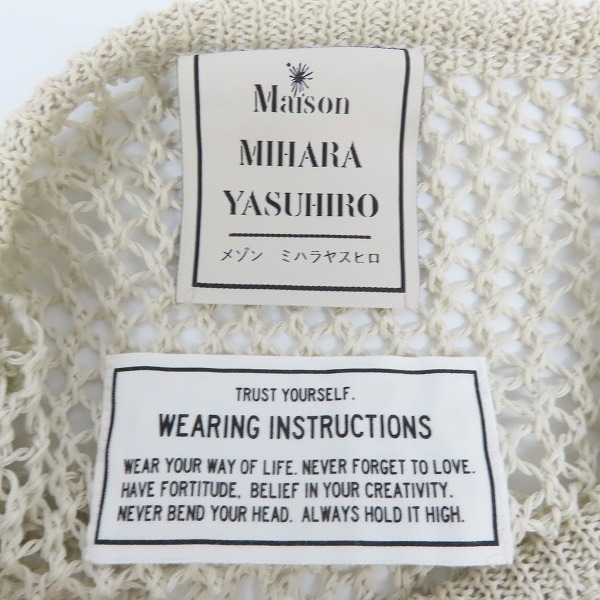 Maison
MIHARA
YASUHIRO
メゾン ミハラヤスヒロ
TRUST YOURSELF.
WEARING INSTRUCTIONS
WEAR YOUR WAY OF LIFE. NEVER FORGET TO LOVE.
HAVE FORTITUDE, BELIEF IN YOUR CREATIVITY.
NEVER BEND YOUR HEAD. ALWAYS HOLD IT HIGH.